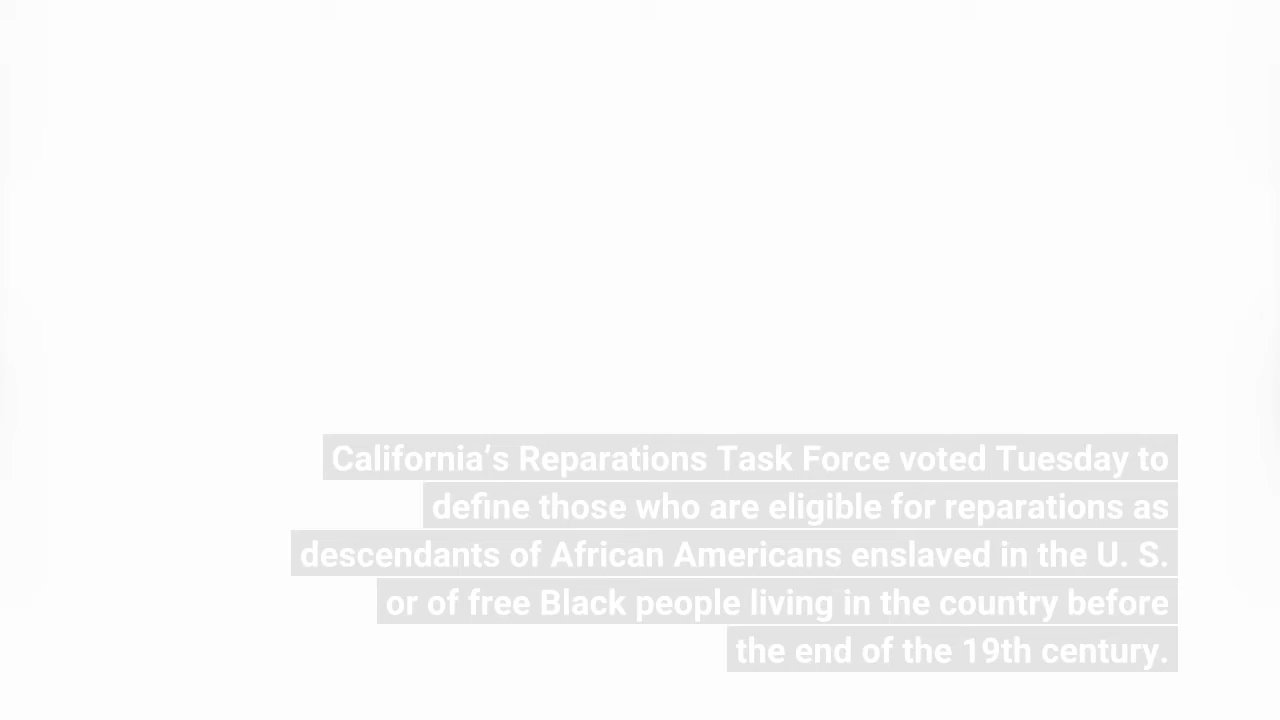 California’s Reparations Task Force voted Tuesday to
define those who are eligible for reparations as
descendants of African Americans enslaved in the U. S.
or of free Black people living in the country before
the end of the 19th century.